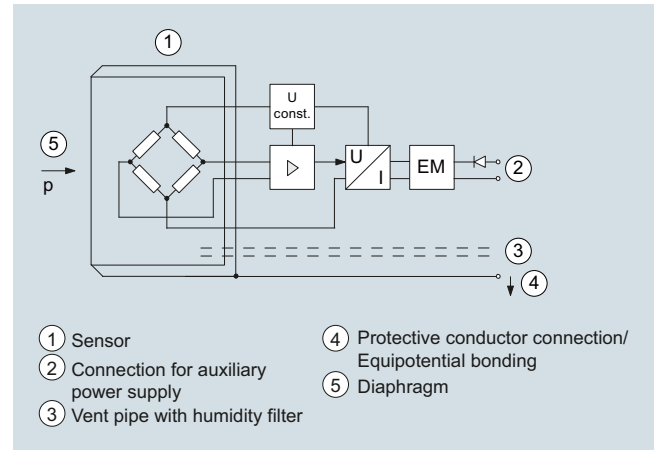 1
U
const.
5
p
U
I
EM
2
3
4
1 Sensor
2 Connection for auxiliary
power supply
3 Vent pipe with humidity filter
4 Protective conductor connection/
Equipotential bonding
5 Diaphragm